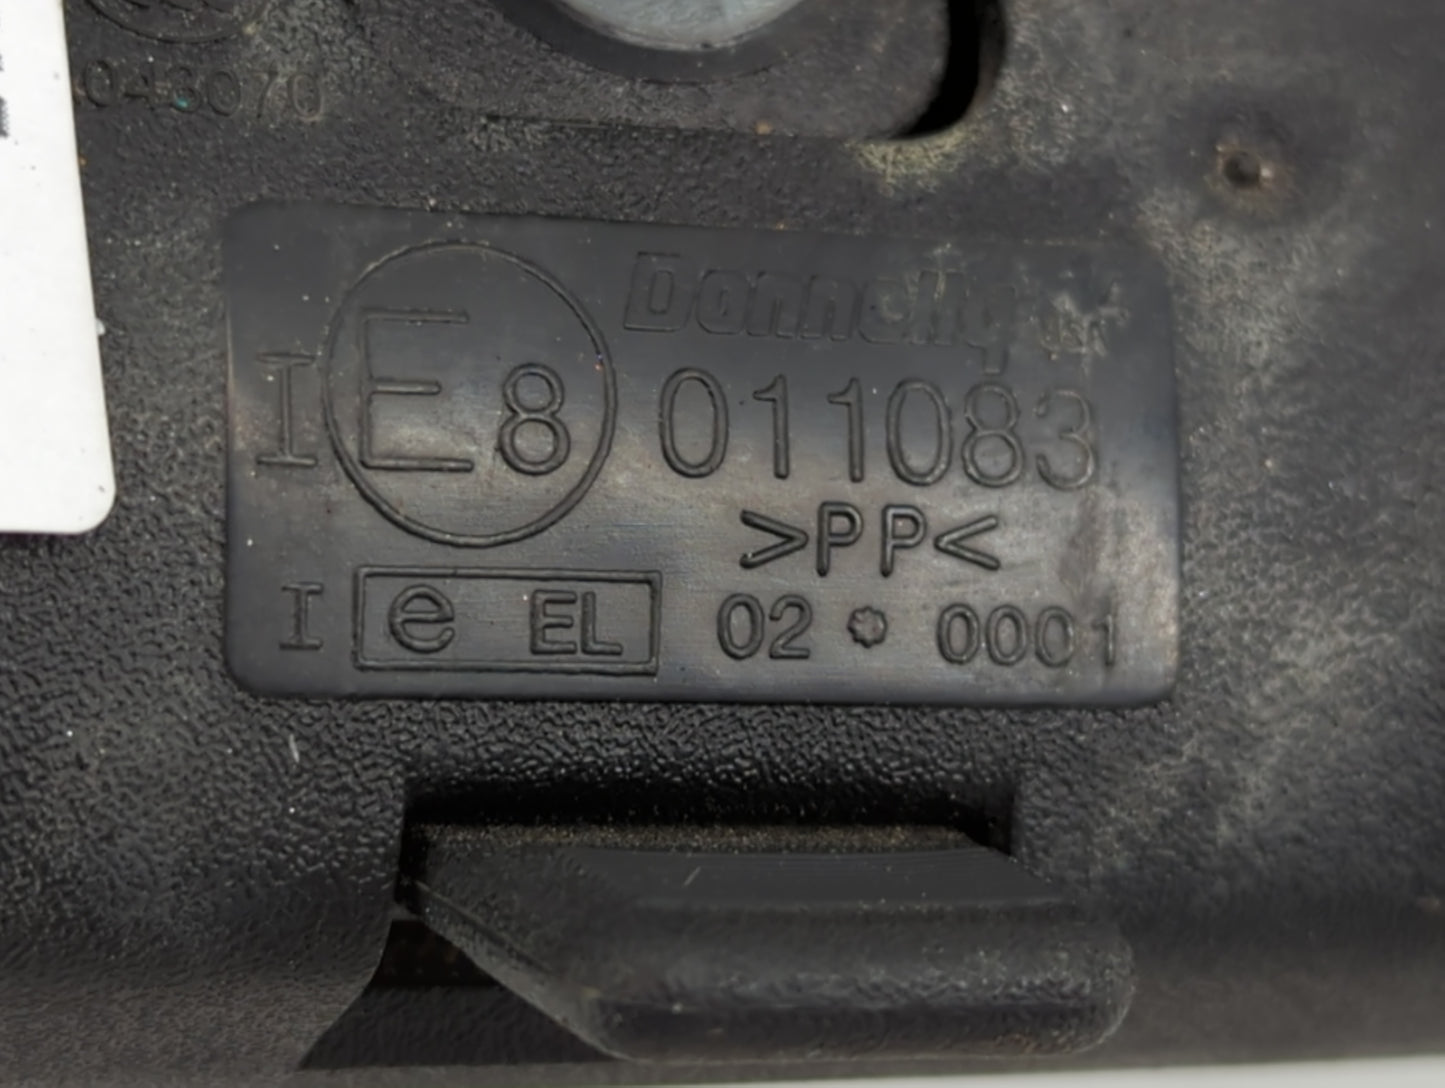 043070
Donnelly
I E8 011083
>PP<
I e EL 02 * 0001